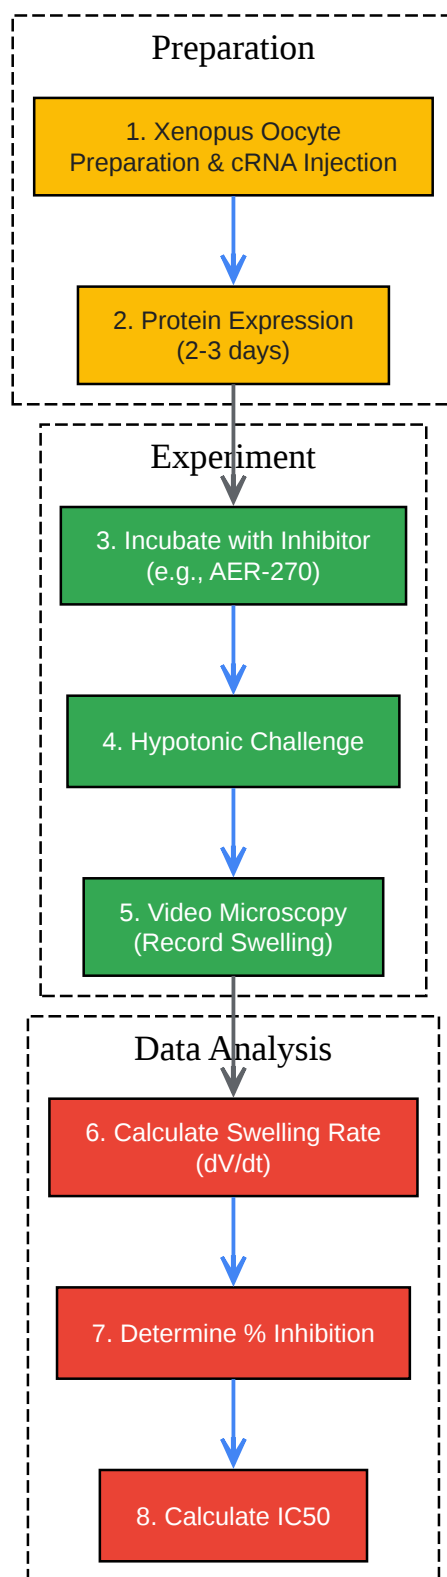 Preparation
1. Xenopus Oocyte
Preparation & cRNA Injection
2. Protein Expression
(2-3 days)
Experiment
3. Incubate with Inhibitor
(e.g., AER-270)
4. Hypotonic Challenge
5. Video Microscopy
(Record Swelling)
Data Analysis
6. Calculate Swelling Rate
(dV/dt)
7. Determine % Inhibition
8. Calculate IC50